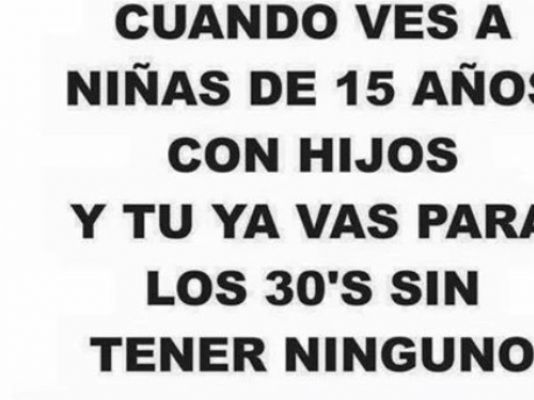 CUANDO VES A
NIÑAS DE 15 AÑOS
CON HIJOS
Y TU YA VAS PARA
LOS 30'S SIN
TENER NINGUNO